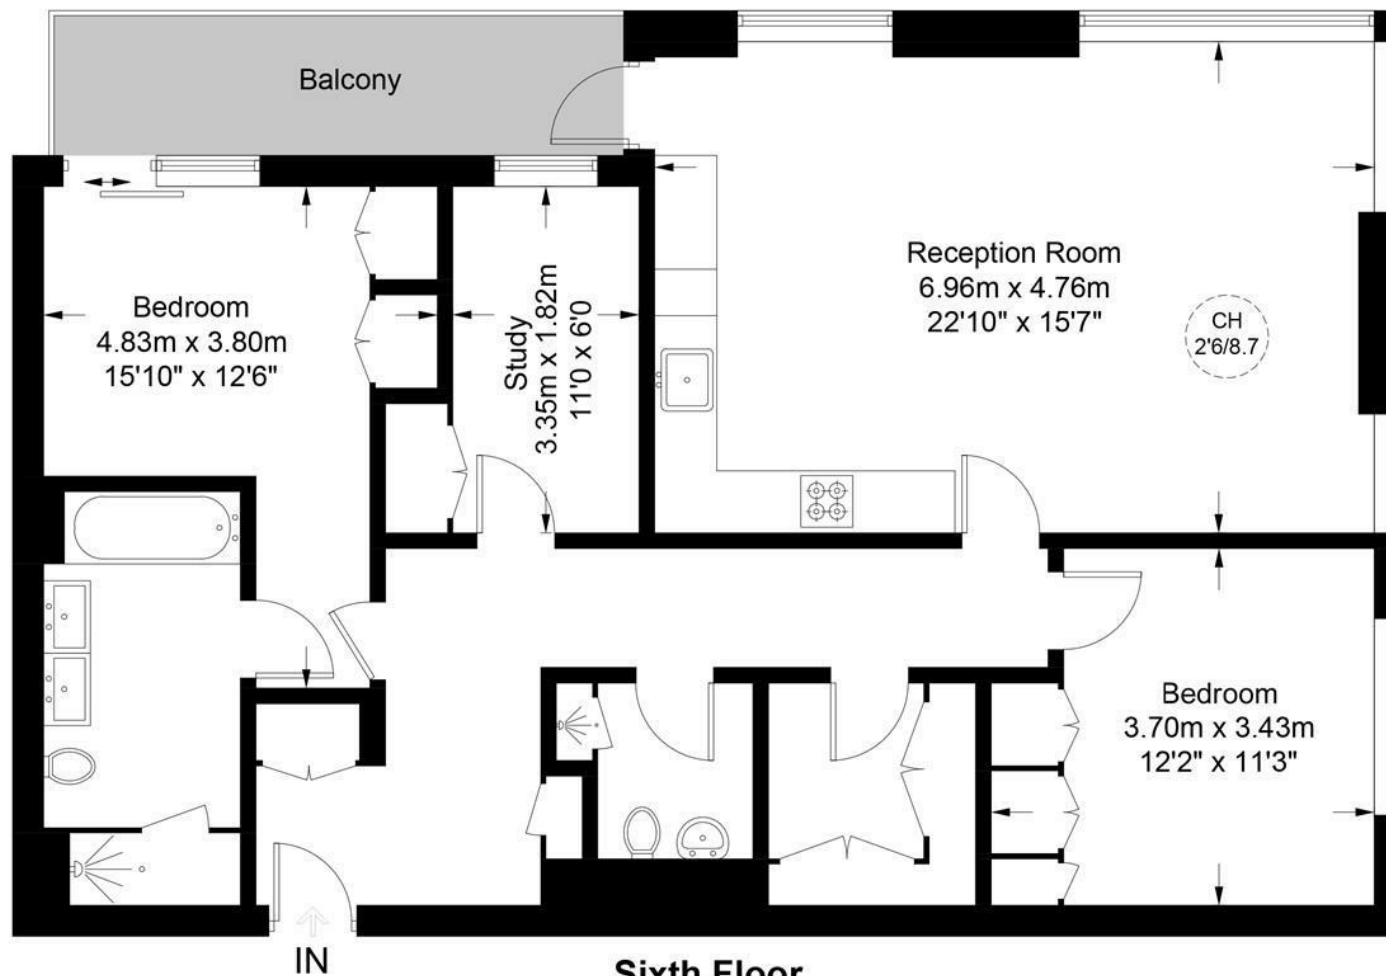 Balcony
Reception Room
6.96m x 4.76m
22'10" x 15'7"
CH
2'6/8.7
Bedroom
4.83m x 3.80m
15'10" x 12'6"
Study
3.35m x 1.82m
11'0 x 6'0
Bedroom
3.70m x 3.43m
12'2" x 11'3"
IN
Sixth Floor